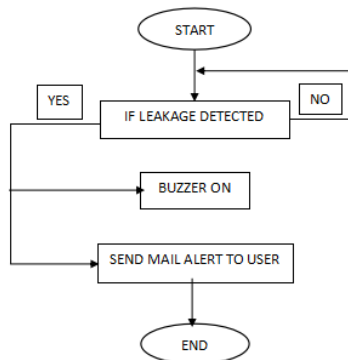 START
YES
NO
IF LEAKAGE DETECTED
BUZZER ON
SEND MAIL ALERT TO USER
END